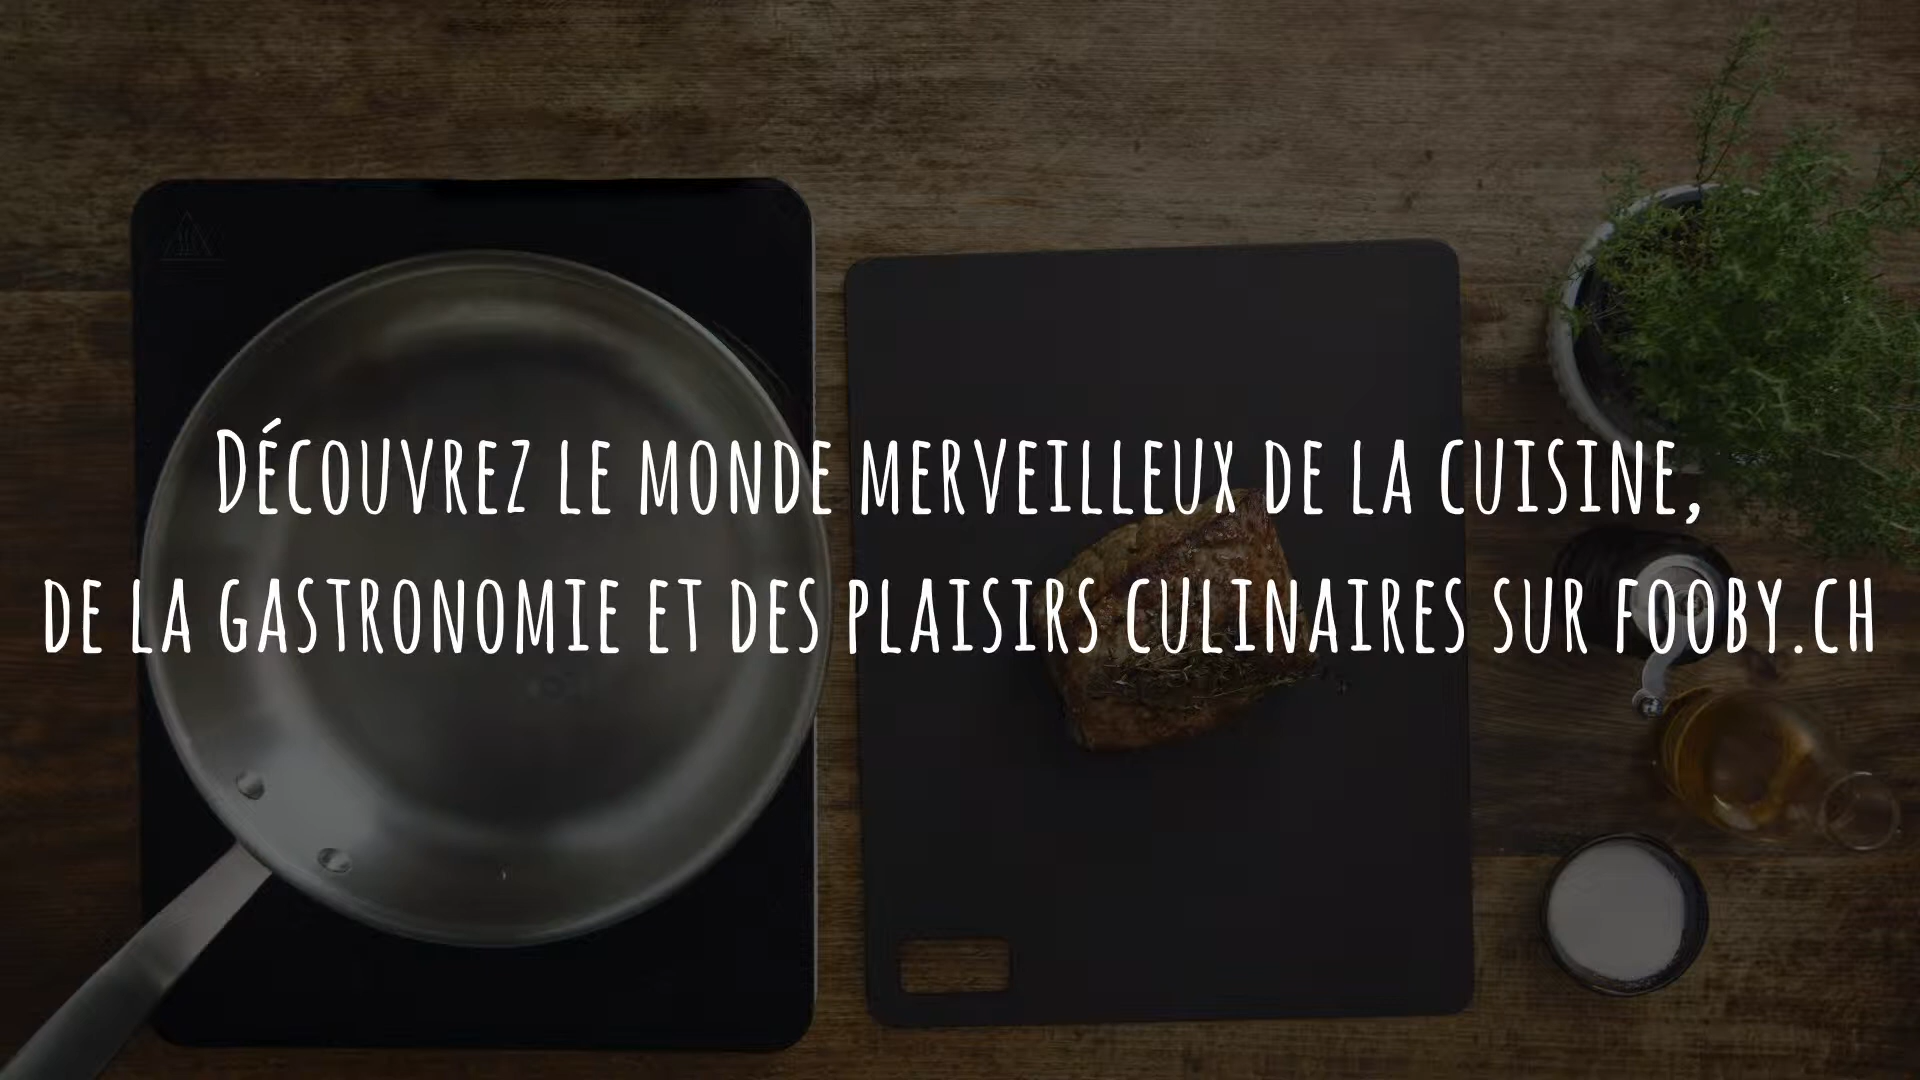 Découvrez le monde merveilleux de la cuisine,
de la gastronomie et des plaisirs culinaires sur fooby.ch